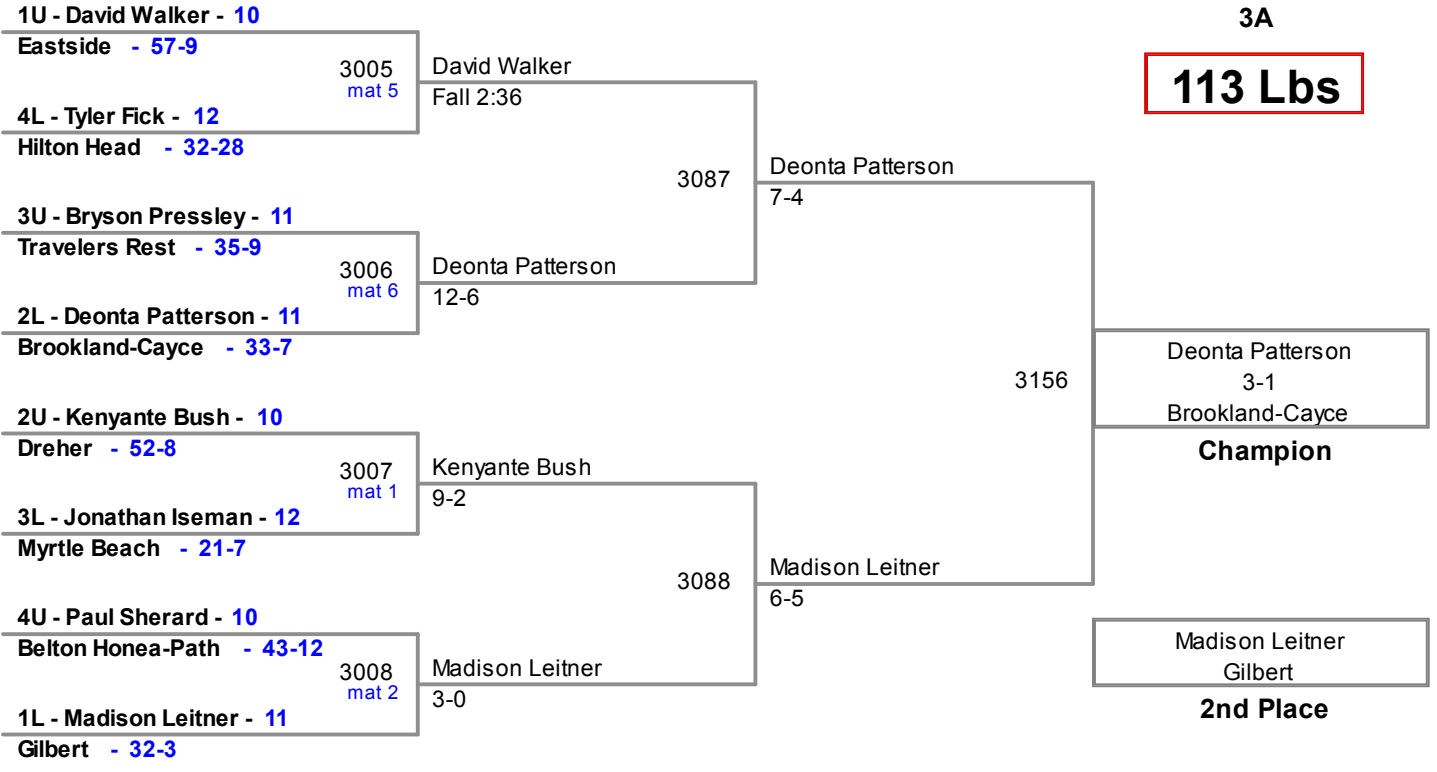 1U - David Walker - 10
Eastside - 57-9
3005
mat 5
4L - Tyler Fick - 12
Hilton Head - 32-28
David Walker
Fall 2:36
3U - Bryson Pressley - 11
Travelers Rest - 35-9
3006
mat 6
2L - Deonta Patterson - 11
Brookland-Cayce - 33-7
Deonta Patterson
12-6
3087
Deonta Patterson
7-4
2U - Kenyante Bush - 10
Dreher - 52-8
3007
mat 1
3L - Jonathan Iseman - 12
Myrtle Beach - 21-7
Kenyante Bush
9-2
4U - Paul Sherard - 10
Belton Honea-Path - 43-12
3008
mat 2
1L - Madison Leitner - 11
Gilbert - 32-3
Madison Leitner
3-0
3088
Madison Leitner
6-5
3156
3A
113 Lbs
Deonta Patterson
3-1
Brookland-Cayce
Champion
Madison Leitner
Gilbert
2nd Place